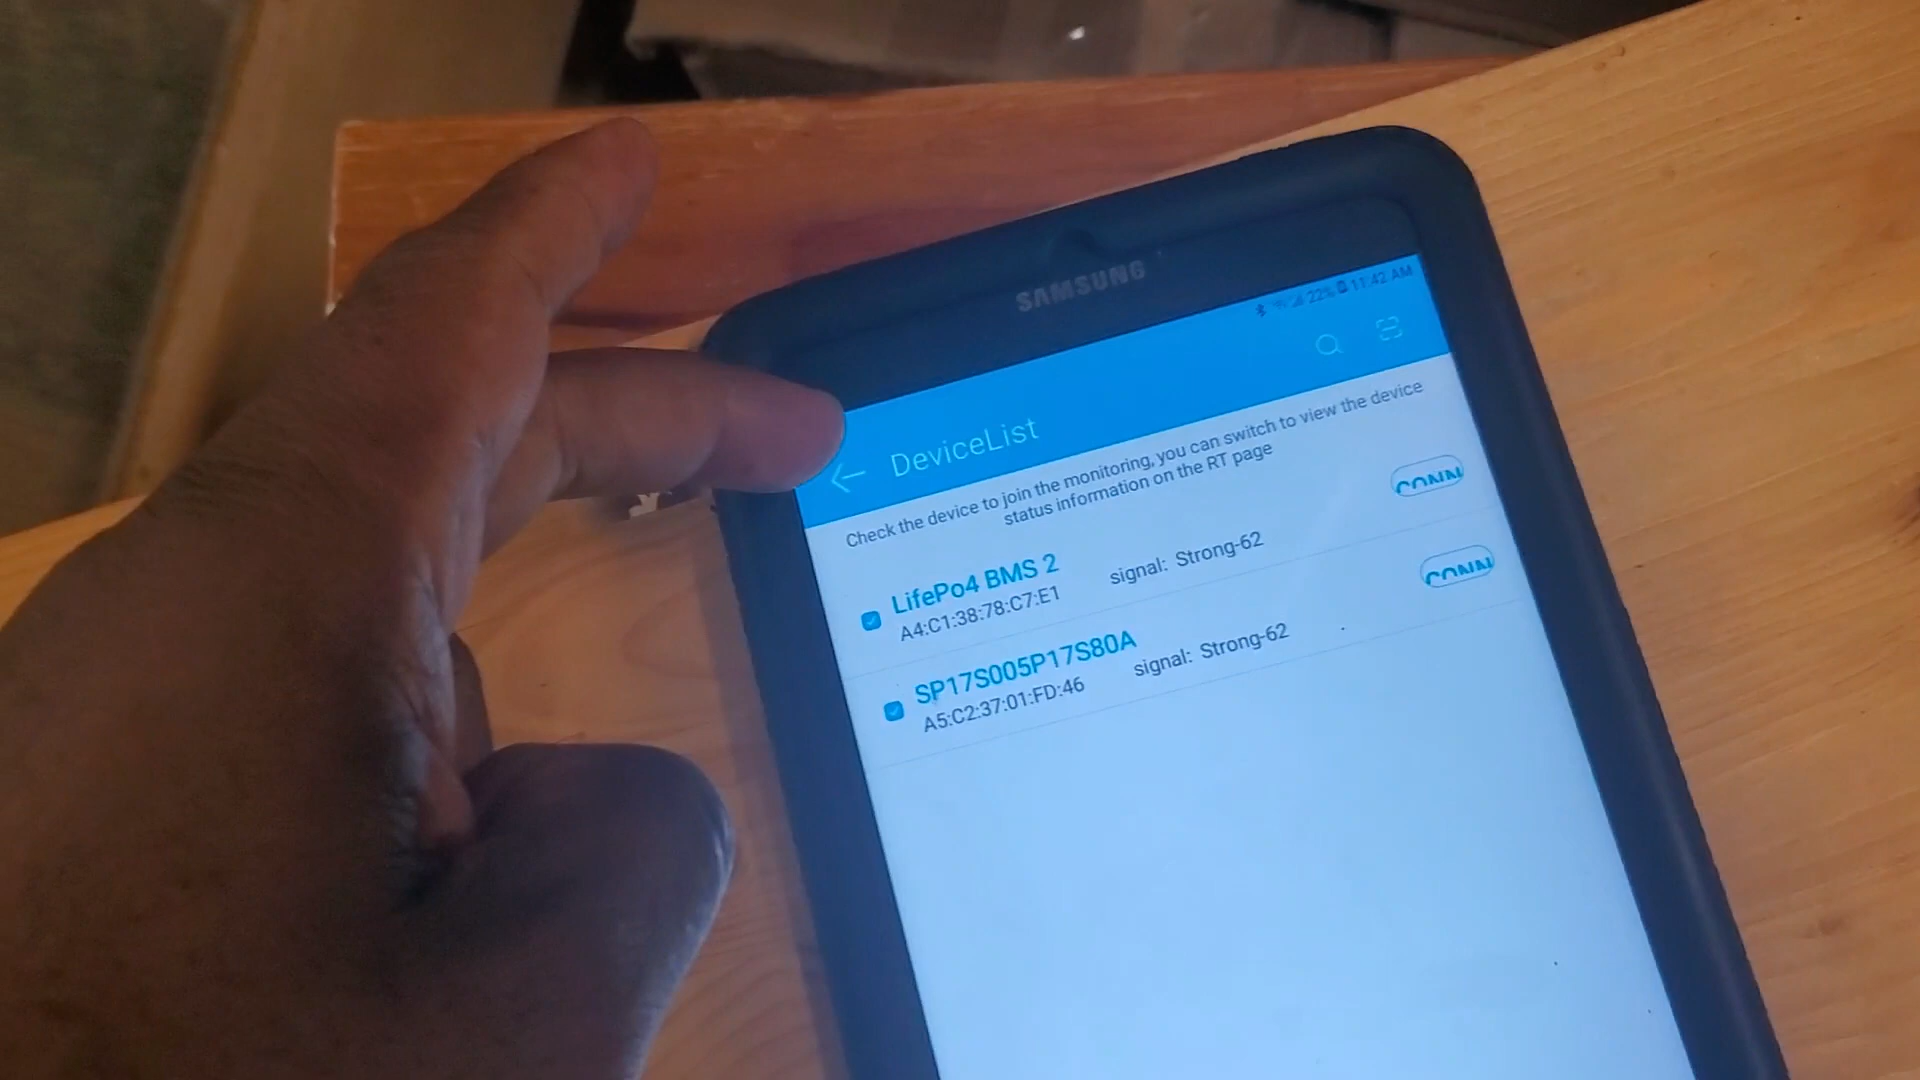 SAMSUNG
22% 11:42 AM
DeviceList
Check the device to join the monitoring, you can switch to view the device
status information on the RT page
LifePo4 BMS 2
A4:C1:38:78:C7:E1
signal: Strong-62
CONN
SP17S005P17S80A
A5:C2:37:01:FD:46
signal: Strong-62
CONN